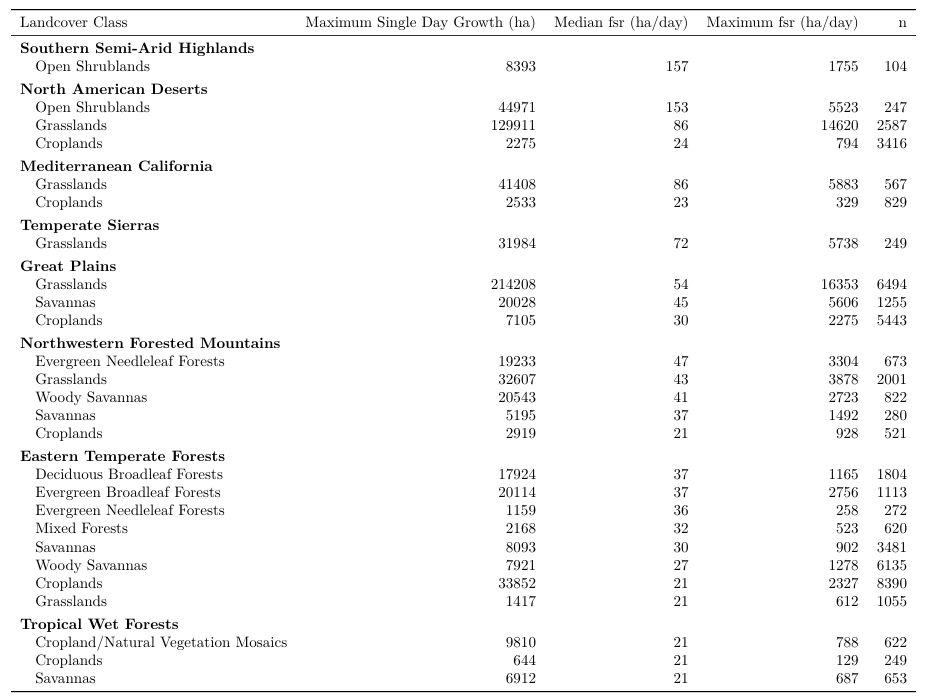 Landcover Class Maximum Single Day Growth (ha) Median fsr (ha/day) Maximum fsr (ha/day) n
Southern Semi-Arid Highlands
Open Shrublands 8393 157 1755 104
North American Deserts
Open Shrublands 44971 153 5523 247
Grasslands 129911 86 14620 2587
Croplands 2275 24 794 3416
Mediterranean California
Grasslands 41408 86 5883 567
Croplands 2533 23 329 829
Temperate Sierras
Grasslands 31984 72 5738 249
Great Plains
Grasslands 214208 54 16353 6494
Savannas 20028 45 5606 1255
Croplands 7105 30 2275 5443
Northwestern Forested Mountains
Evergreen Needleleaf Forests 19233 47 3304 673
Grasslands 32607 43 3878 2001
Woody Savannas 20543 41 2723 822
Savannas 5195 37 1492 280
Croplands 2919 21 928 521
Eastern Temperate Forests
Deciduous Broadleaf Forests 17924 37 1165 1804
Evergreen Broadleaf Forests 20114 37 2756 1113
Evergreen Needleleaf Forests 1159 36 258 272
Mixed Forests 2168 32 523 620
Savannas 8093 30 902 3481
Woody Savannas 7921 27 1278 6135
Croplands 33852 21 2327 8390
Grasslands 1417 21 612 1055
Tropical Wet Forests
Cropland/Natural Vegetation Mosaics 9810 21 788 622
Croplands 644 21 129 249
Savannas 6912 21 687 653